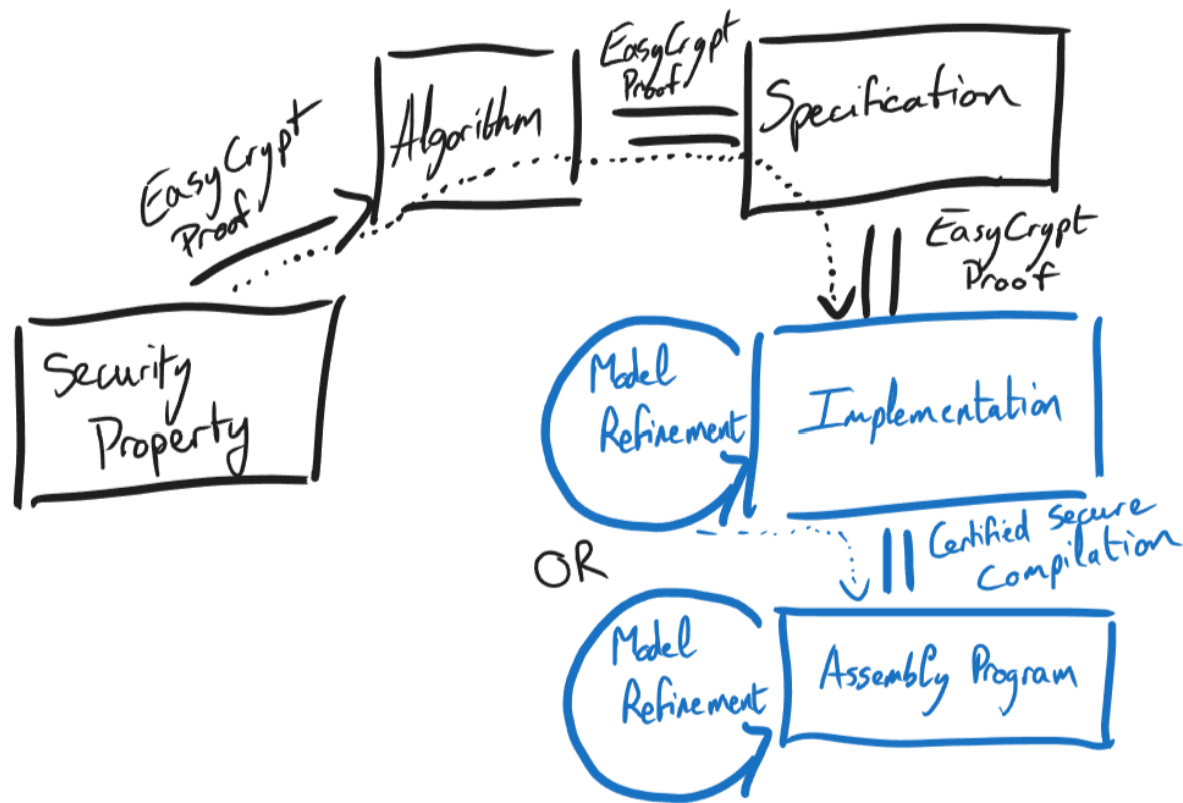 EasyCrypt
Proof
Algorithm
EasyCrypt
Proof
Specification
Security
Property
EasyCrypt
Proof
Model
Refinement
Implementation
OR
Certified Secure
Compilation
Model
Refinement
Assembly Program